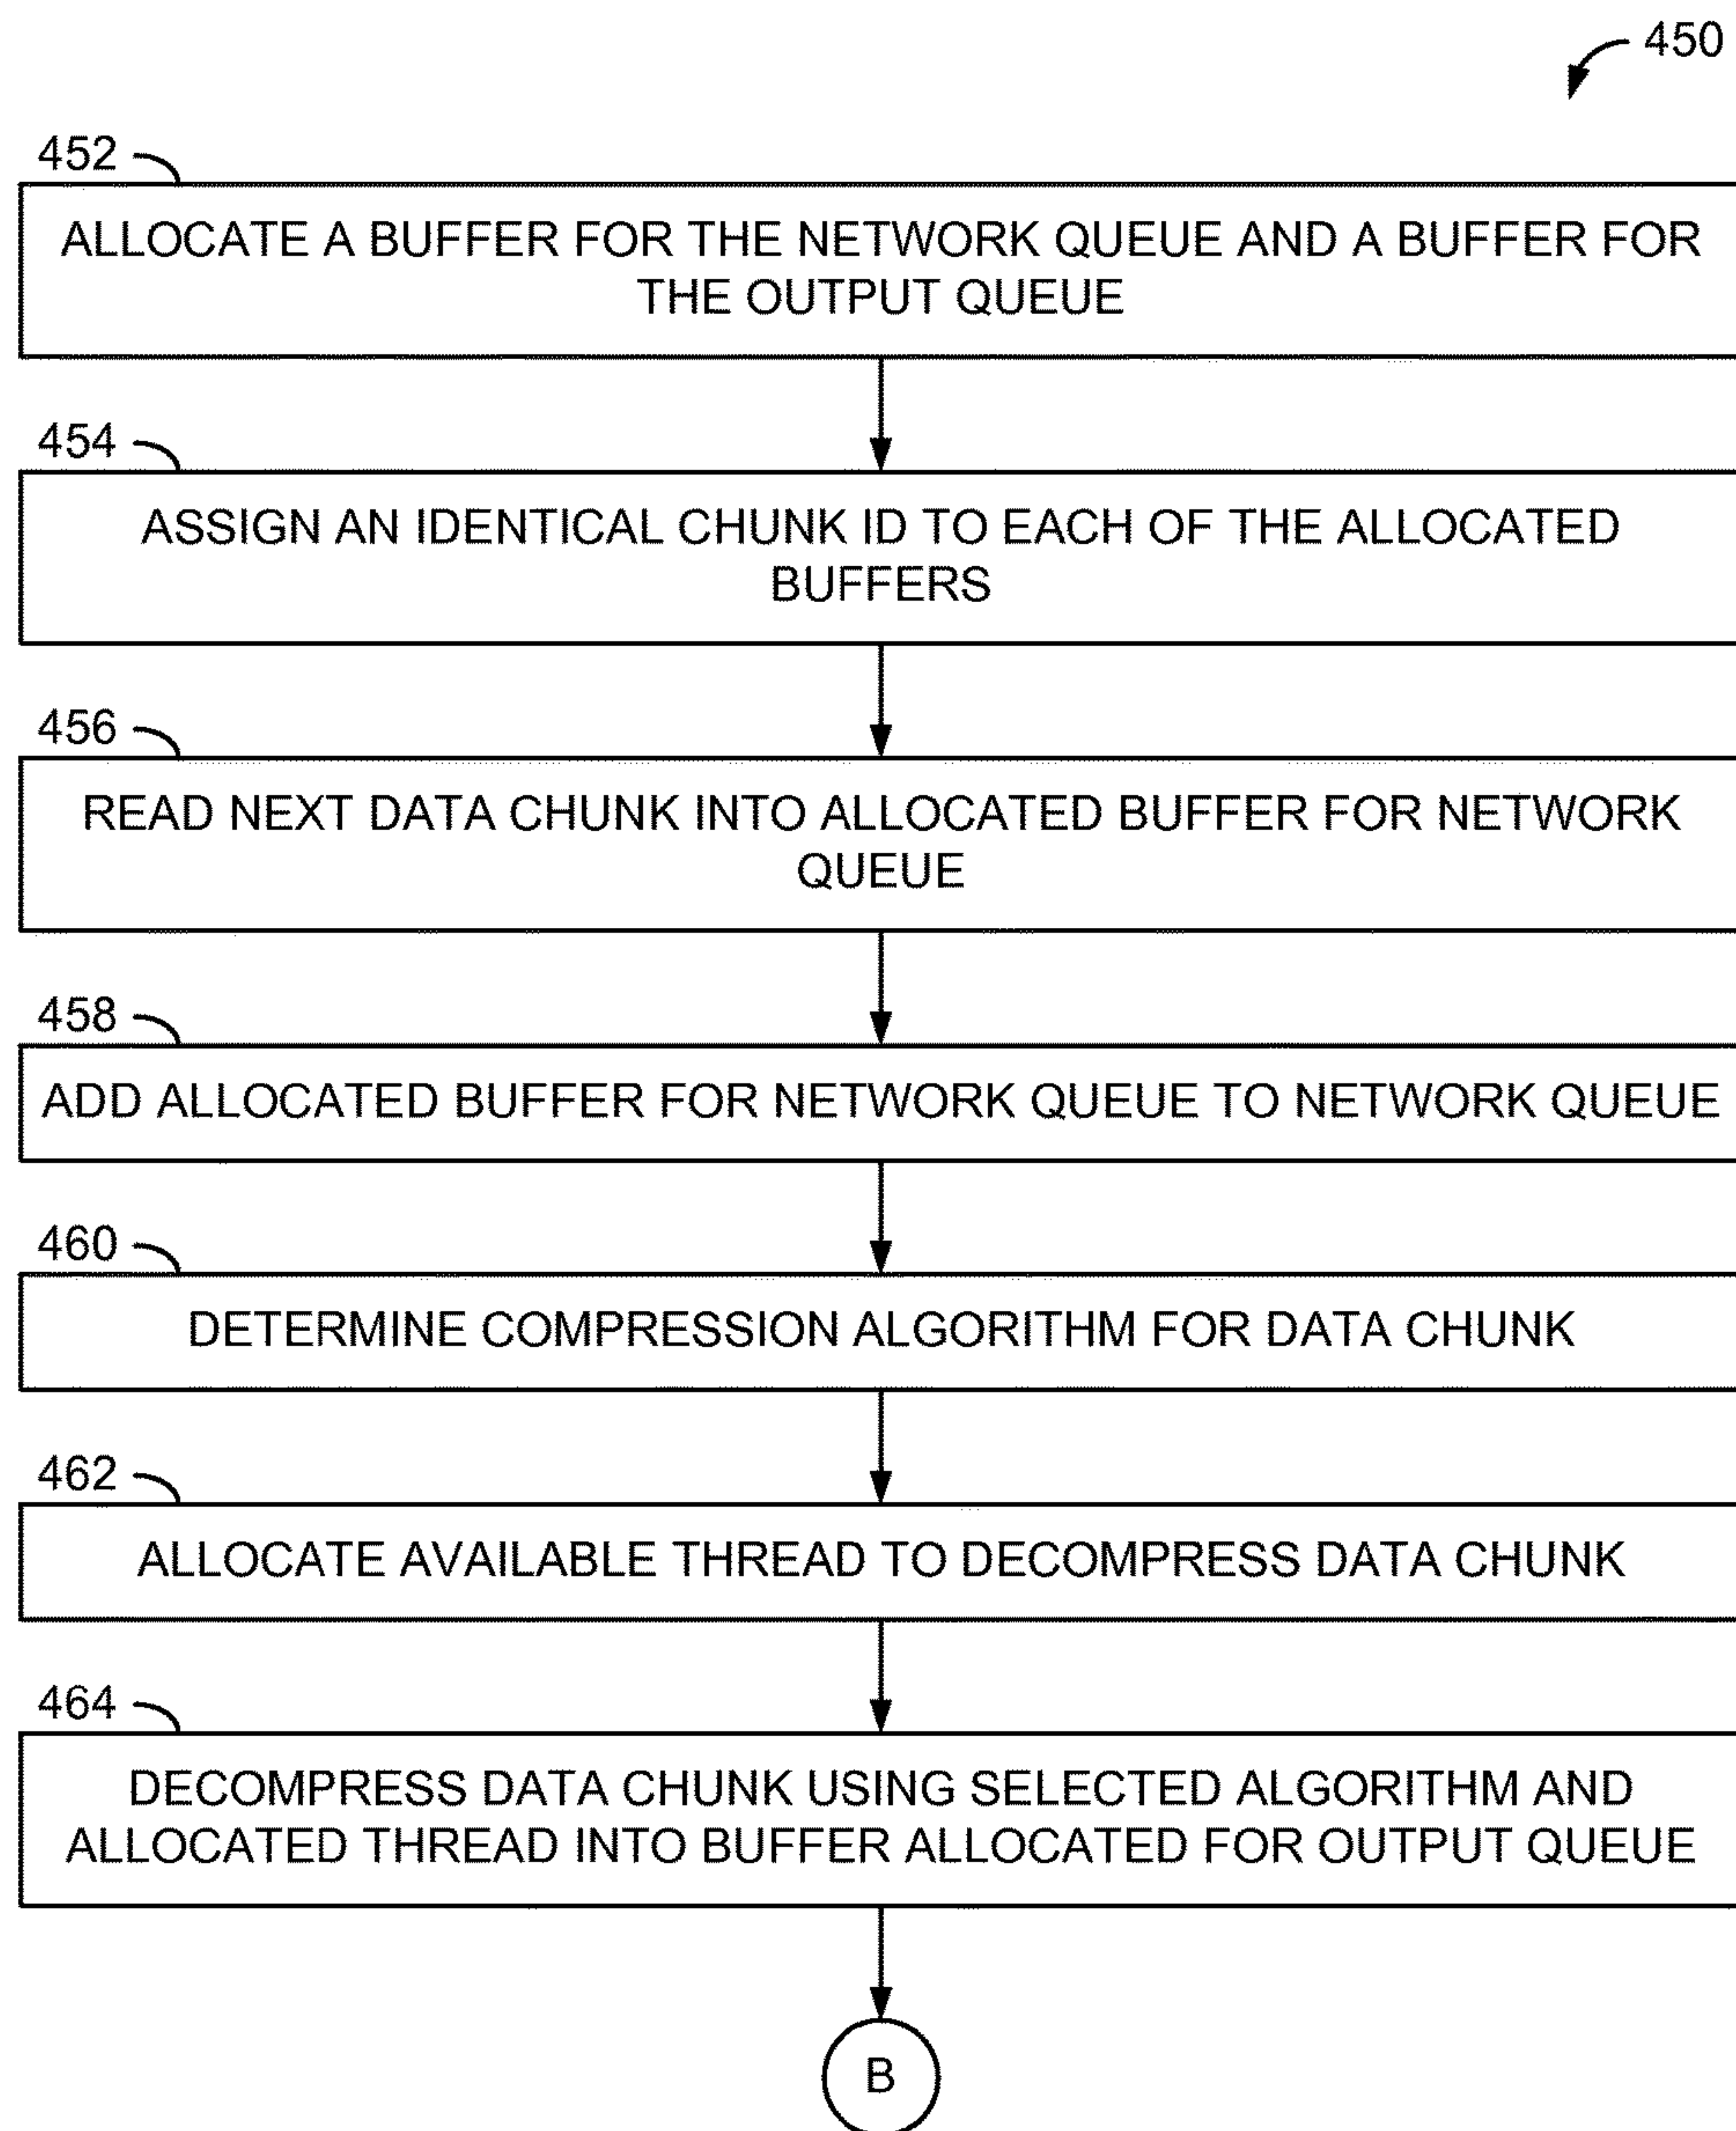 450
452
ALLOCATE A BUFFER FOR THE NETWORK QUEUE AND A BUFFER FOR
THE OUTPUT QUEUE
454
ASSIGN AN IDENTICAL CHUNK ID TO EACH OF THE ALLOCATED
BUFFERS
456
READ NEXT DATA CHUNK INTO ALLOCATED BUFFER FOR NETWORK
QUEUE
458
ADD ALLOCATED BUFFER FOR NETWORK QUEUE TO NETWORK QUEUE
460
DETERMINE COMPRESSION ALGORITHM FOR DATA CHUNK
462
ALLOCATE AVAILABLE THREAD TO DECOMPRESS DATA CHUNK
464
DECOMPRESS DATA CHUNK USING SELECTED ALGORITHM AND
ALLOCATED THREAD INTO BUFFER ALLOCATED FOR OUTPUT QUEUE
B